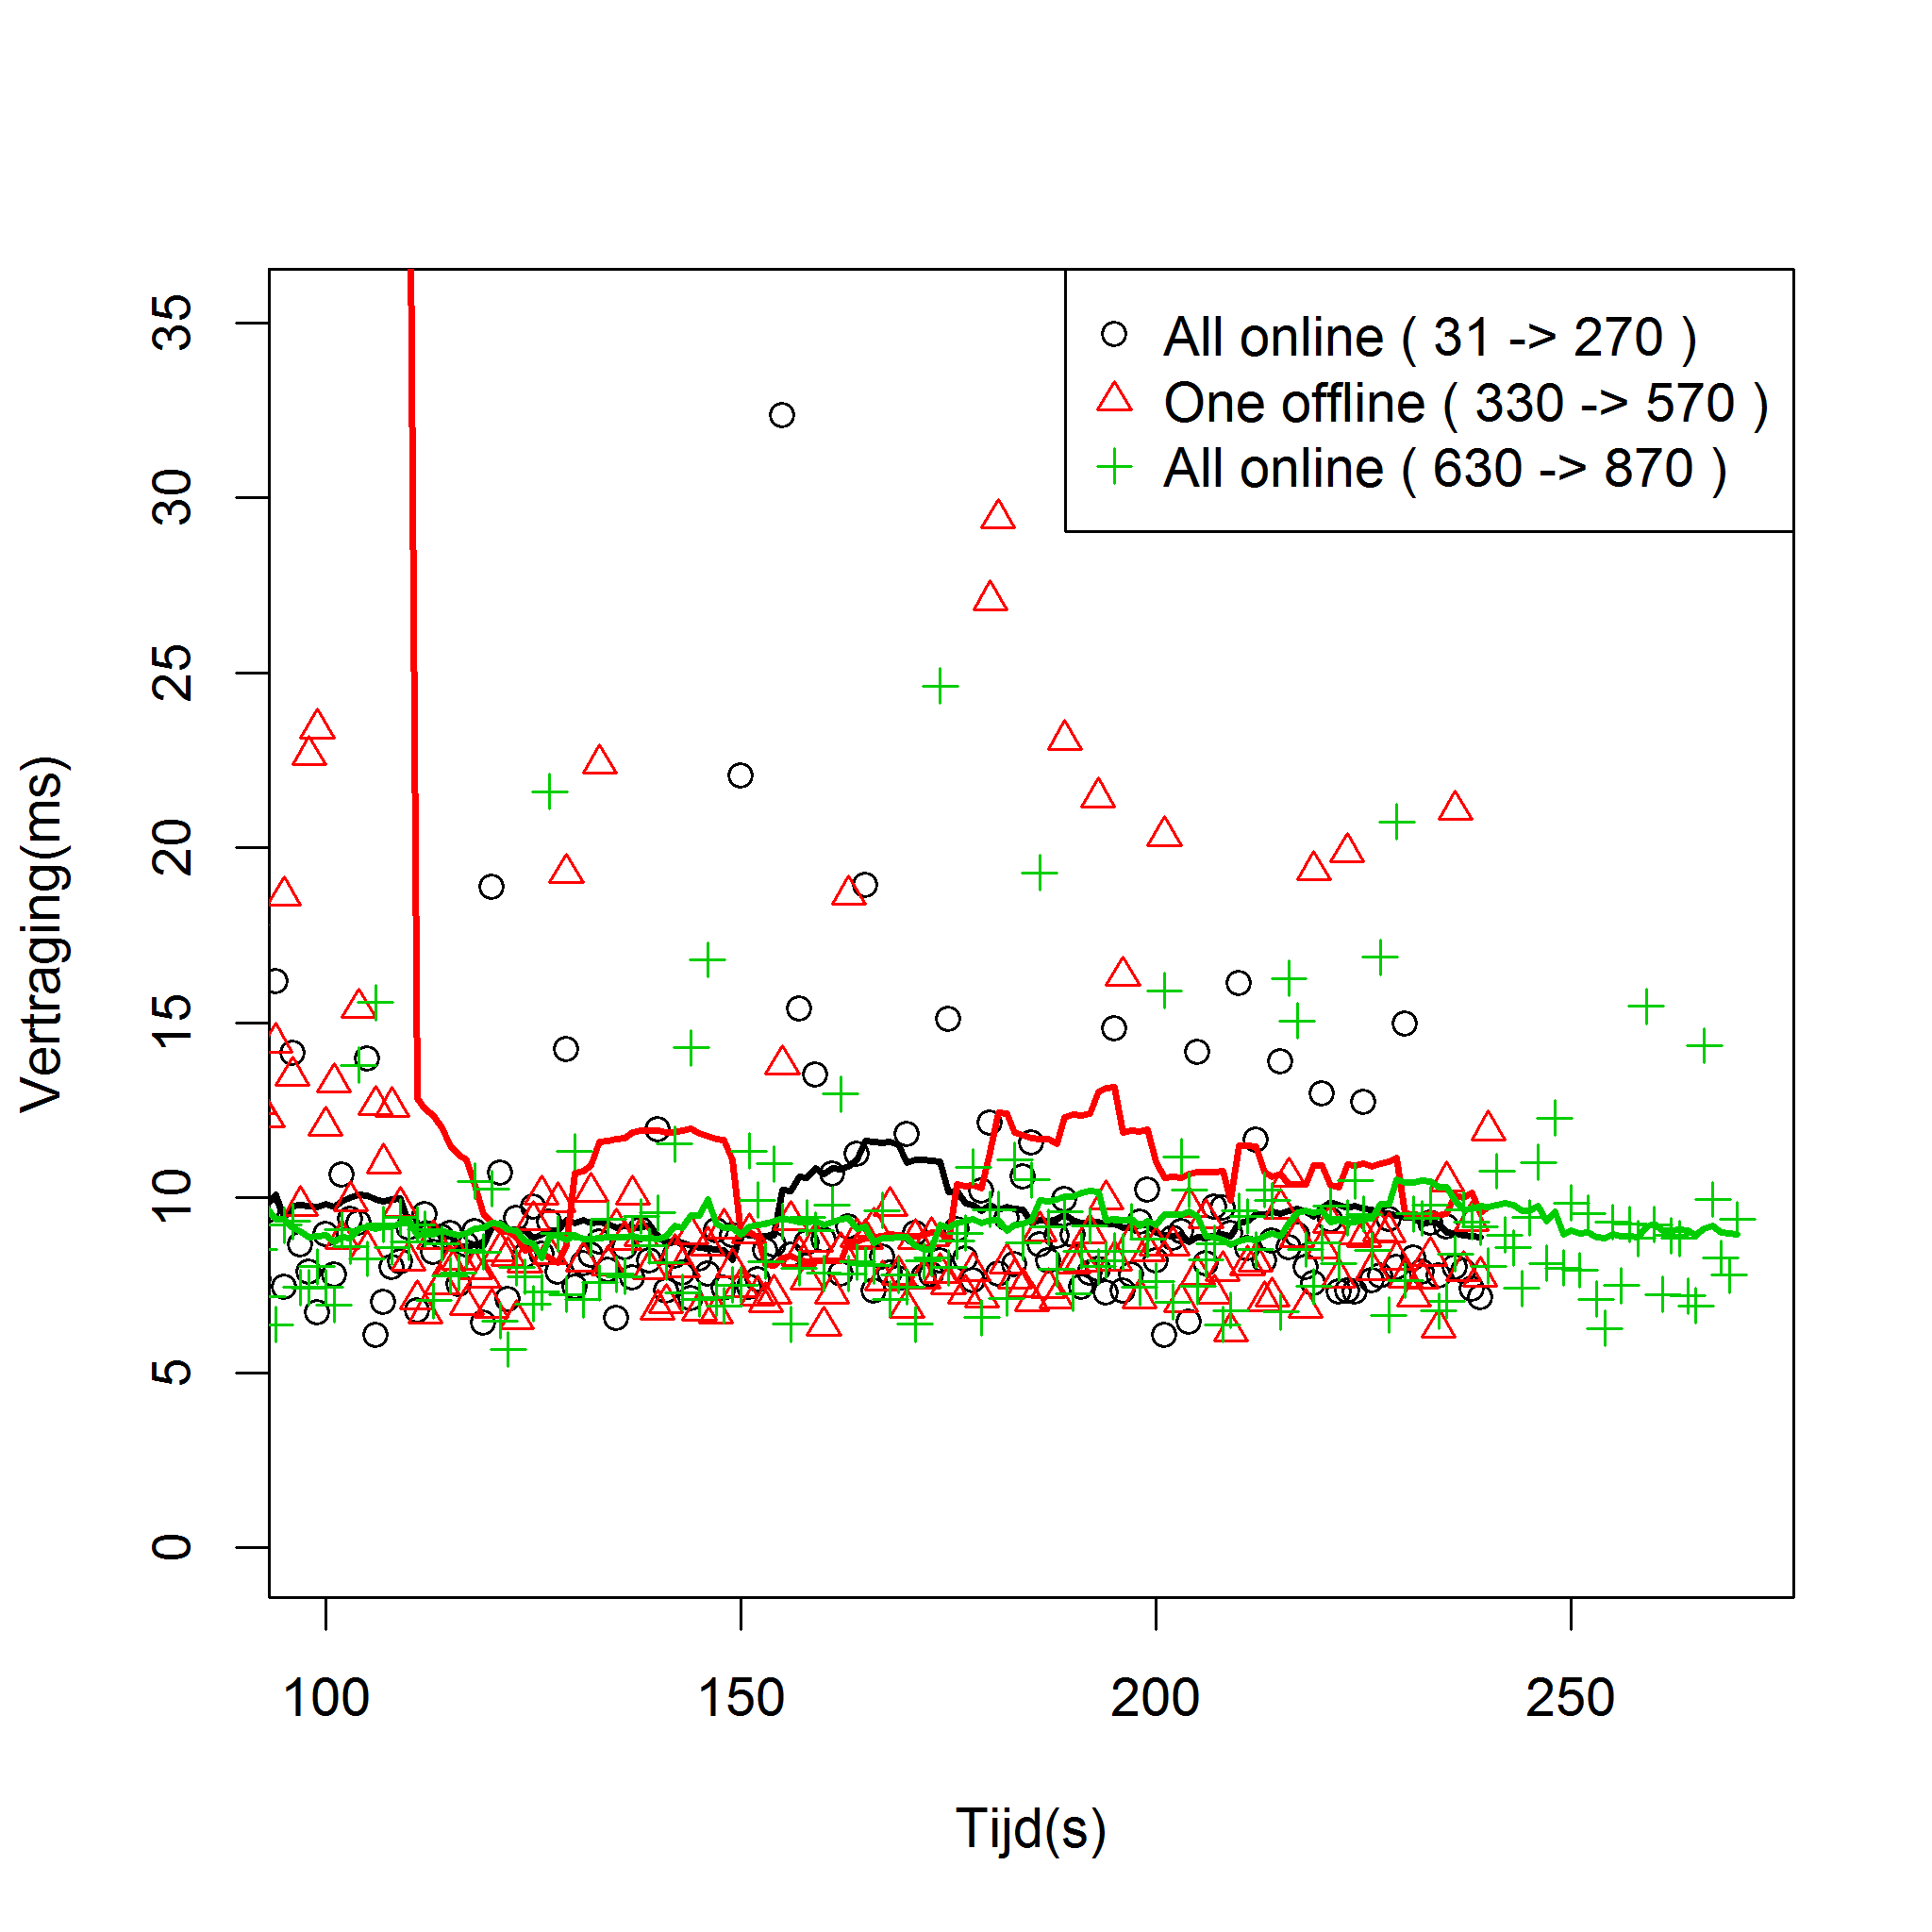 All online ( 31 -> 270 )
One offline ( 330 -> 570 )
All online ( 630 -> 870 )
Vertraging(ms)
35
30
25
20
15
10
5
0
100 150 200 250
Tijd(s)